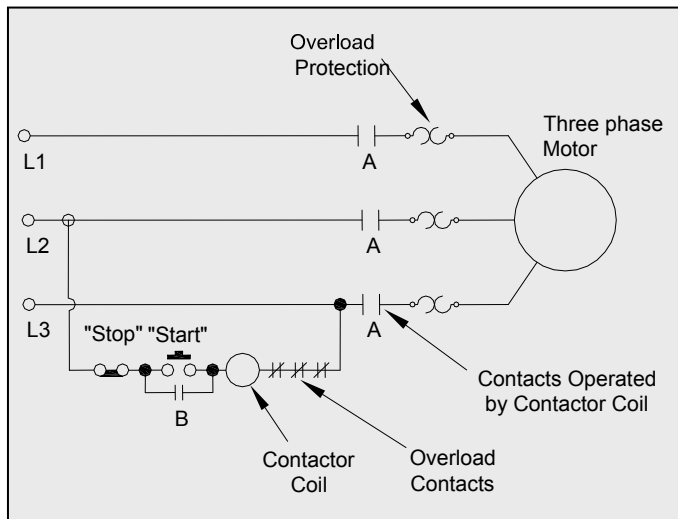 Overload
Protection
Three phase
Motor
L1
A
L2
A
L3
A
"Stop" "Start"
B
Contacts Operated
by Contactor Coil
Contactor
Coil
Overload
Contacts